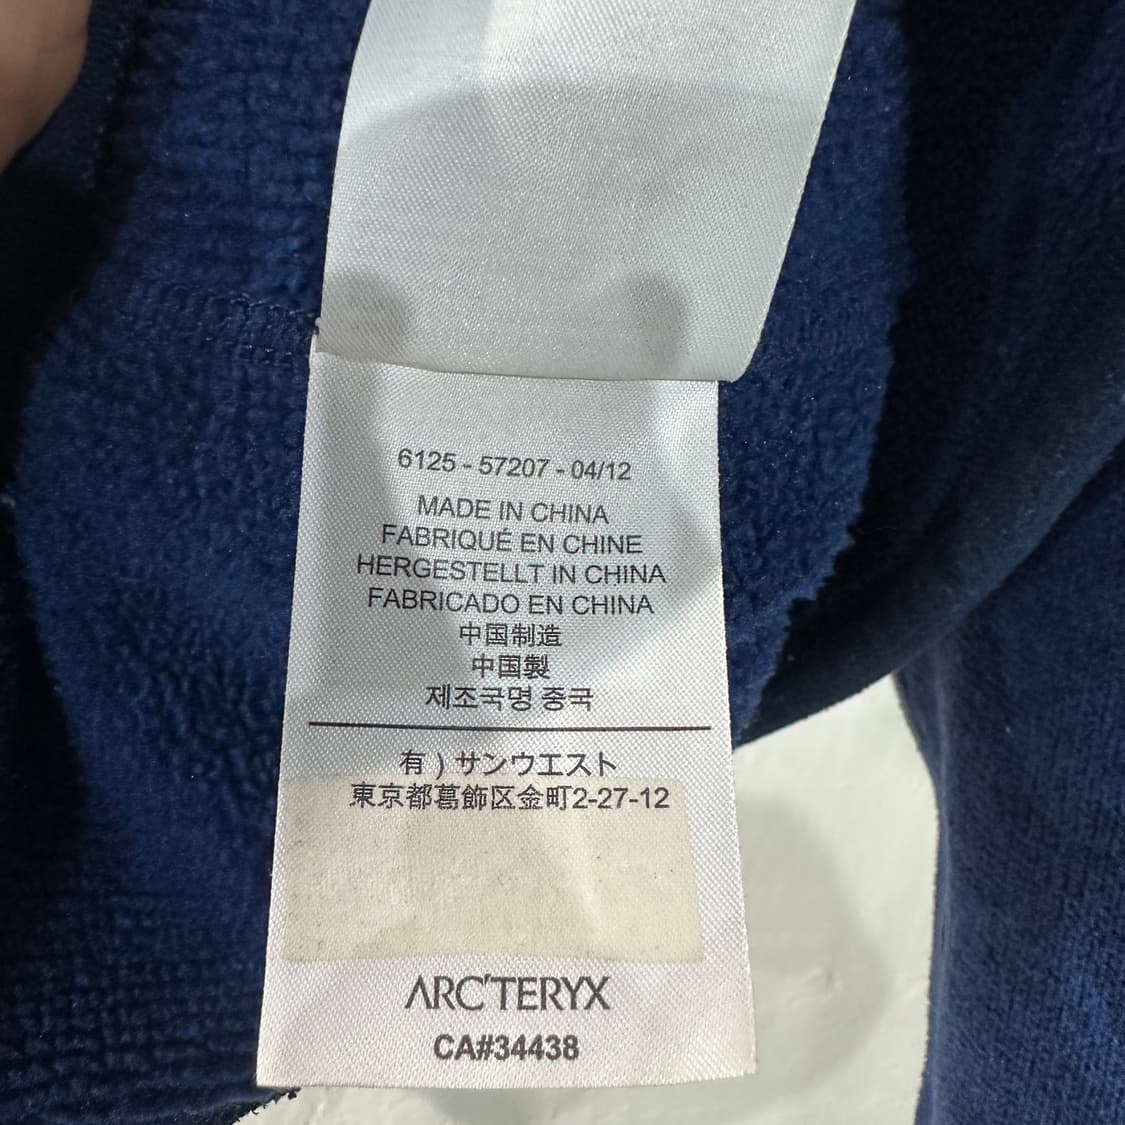 6125 - 57207 - 04/12
MADE IN CHINA
FABRIQUÉ EN CHINE
HERGESTELLT IN CHINA
FABRICADO EN CHINA
中国制造
中国製
제조국명 중국
有 ) サンウエスト
東京都葛飾区金町2-27-12
ARC'TERYX
CA#34438